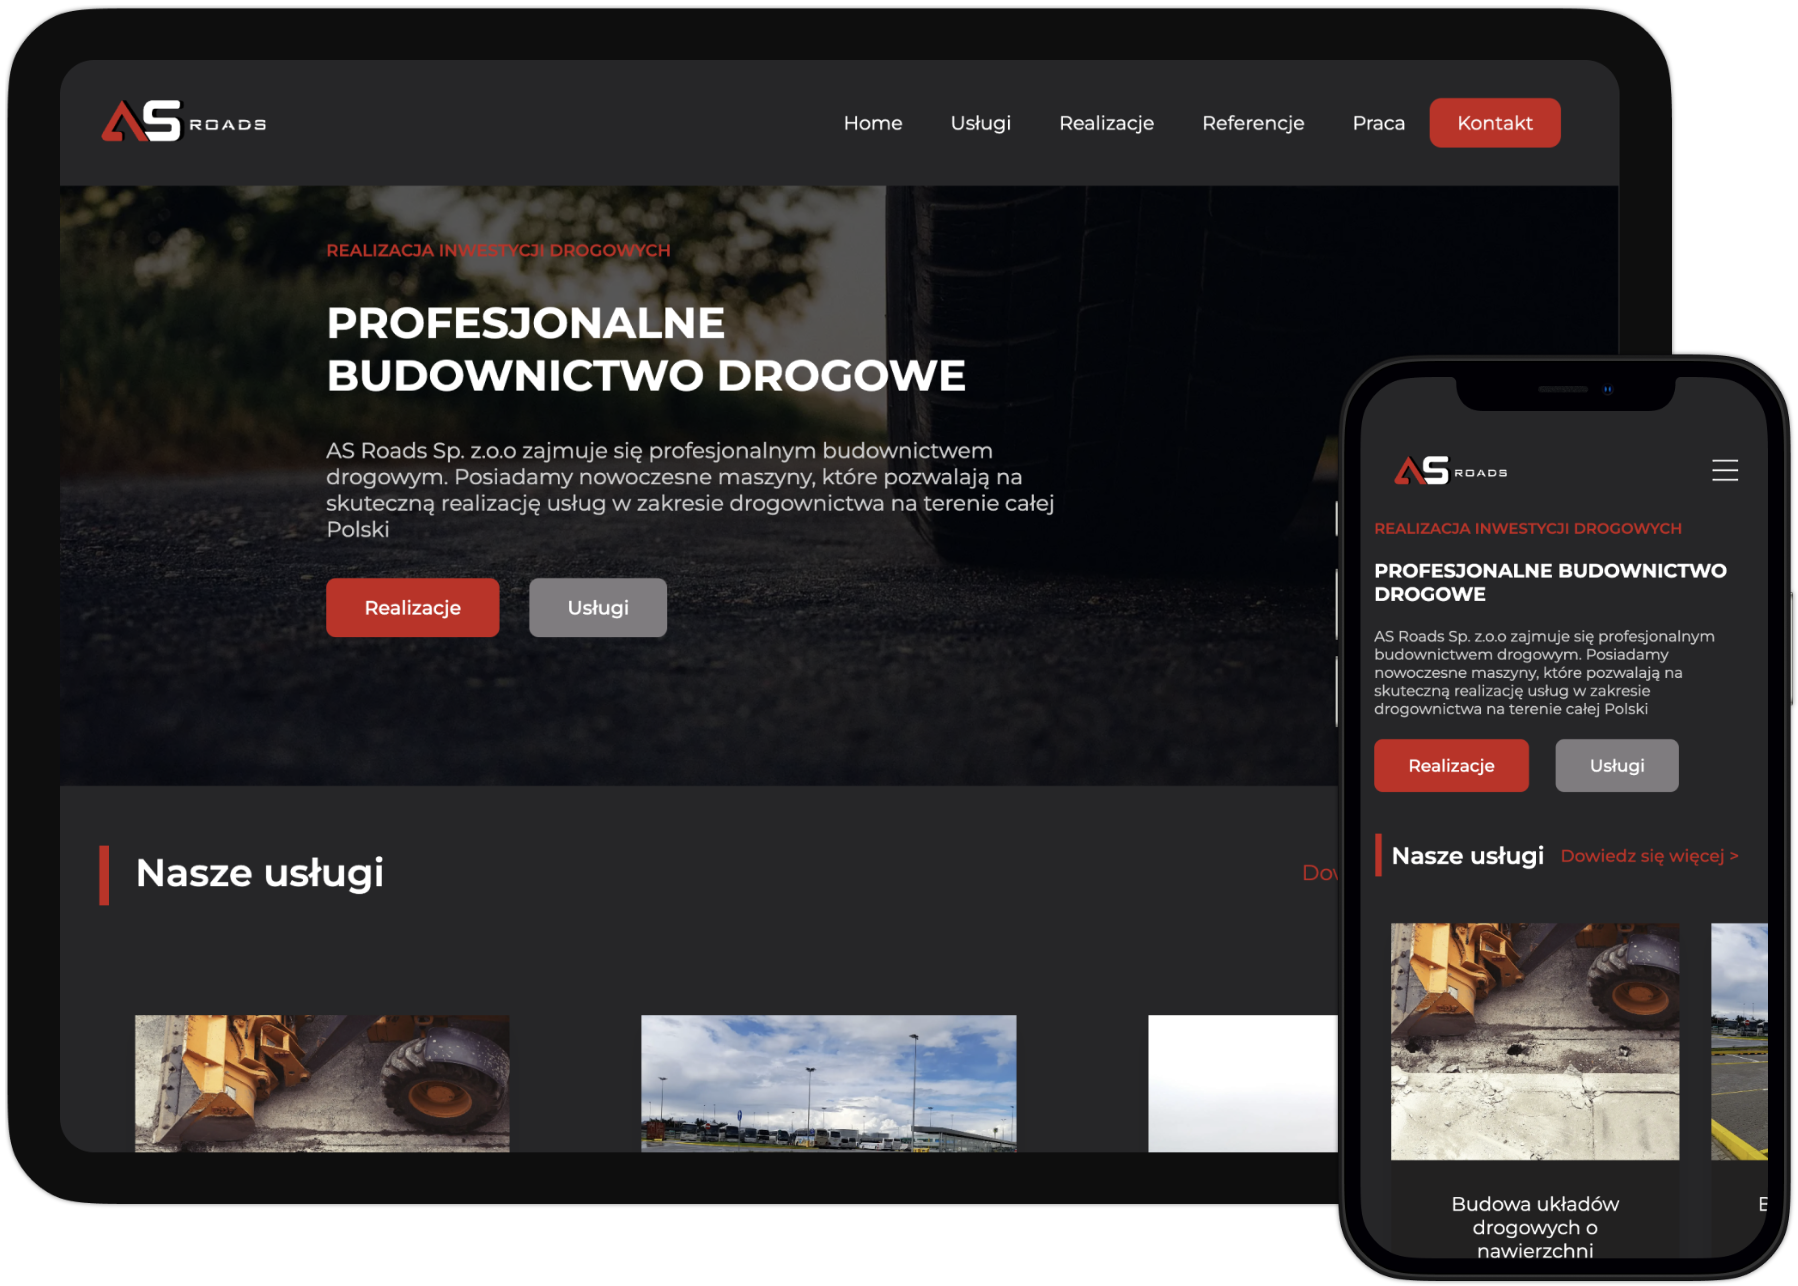 AS ROADS
Home Usługi Realizacje Referencje Praca Kontakt
REALIZACJA INWESTYCJI DROGOWYCH
PROFESJONALNE
BUDOWNICTWO DROGOWE
AS Roads Sp. z.o.o zajmuje się profesjonalnym budownictwem
drogowym. Posiadamy nowoczesne maszyny, które pozwalają na
skuteczną realizację usług w zakresie drogownictwa na terenie całej
Polski
Realizacje Usługi
Nasze usługi
AS ROADS
REALIZACJA INWESTYCJI DROGOWYCH
PROFESJONALNE BUDOWNICTWO
DROGOWE
AS Roads Sp. z.o.o zajmuje się profesjonalnym
budownictwem drogowym. Posiadamy
nowoczesne maszyny, które pozwalają na
skuteczną realizację usług w zakresie
drogownictwa na terenie całej Polski
Realizacje Usługi
Nasze usługi Dowiedz się więcej >
Budowa układów
drogowych o
nawierzchni